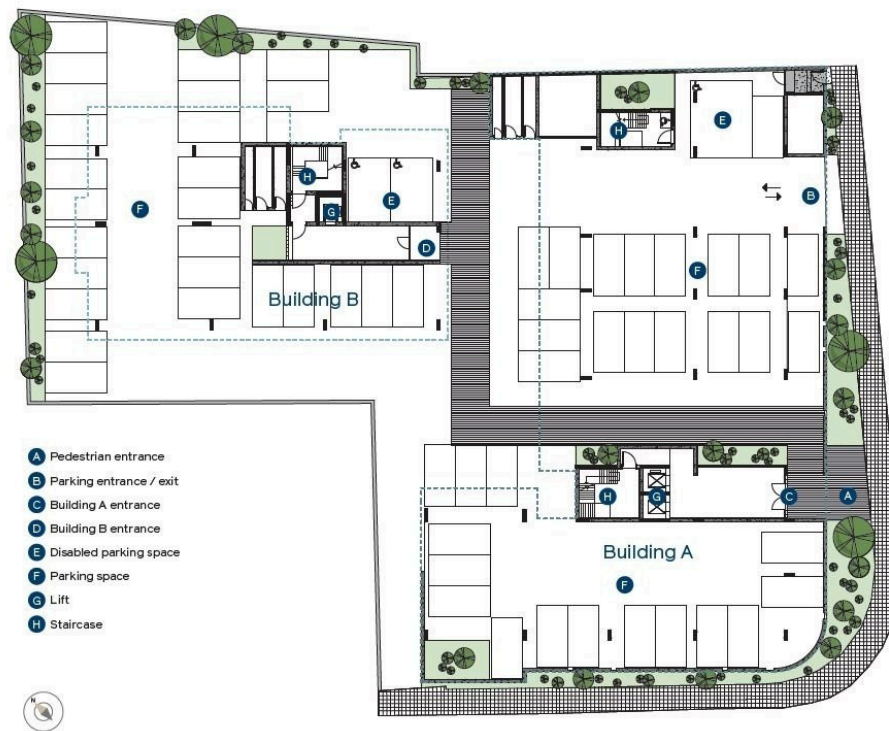 H
E
B
F
H
E
G
D
F
Building B
A Pedestrian entrance
B Parking entrance / exit
C Building A entrance
D Building B entrance
E Disabled parking space
F Parking space
G Lift
H Staircase
H
G
C
A
Building A
F
N